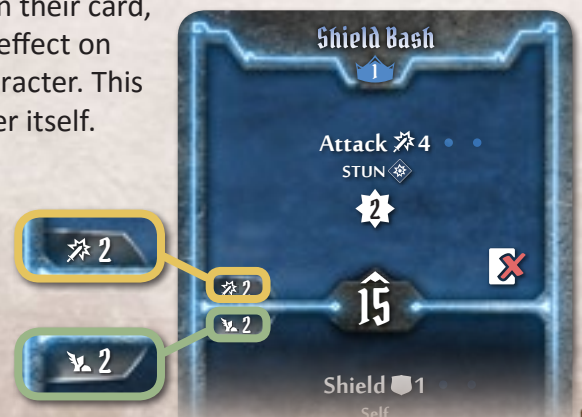 n their card,
effect on
racter. This
er itself.
Shield Bash
1
Attack 4
STUN
2
2
2
15
2
2
Shield 1
Self